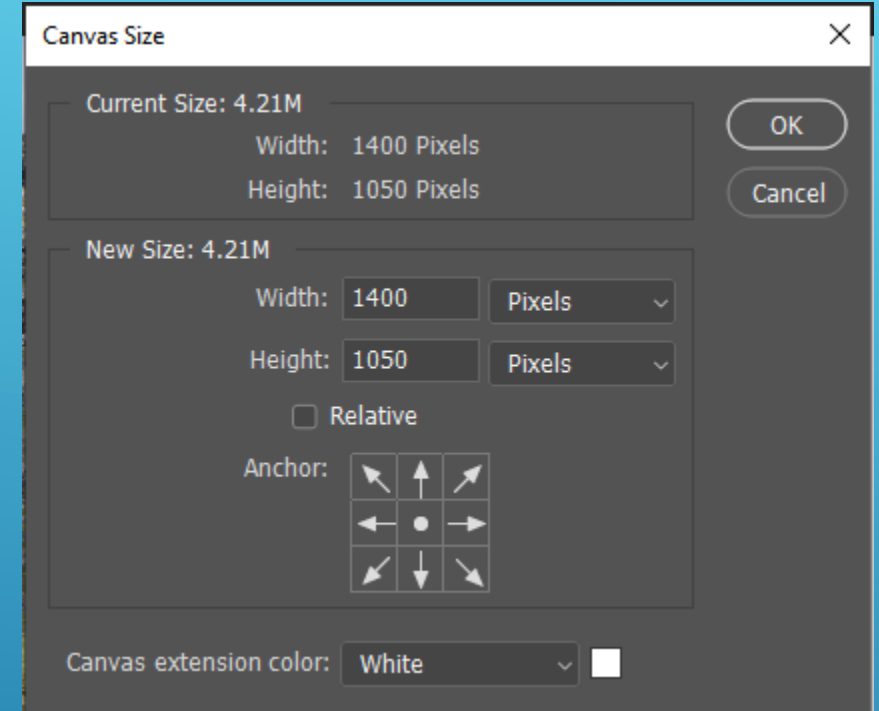 Canvas Size
Current Size: 4.21M
Width: 1400 Pixels
Height: 1050 Pixels
OK
Cancel
New Size: 4.21M
Width: 1400 Pixels
Height: 1050 Pixels
Relative
Anchor:
Canvas extension color: White